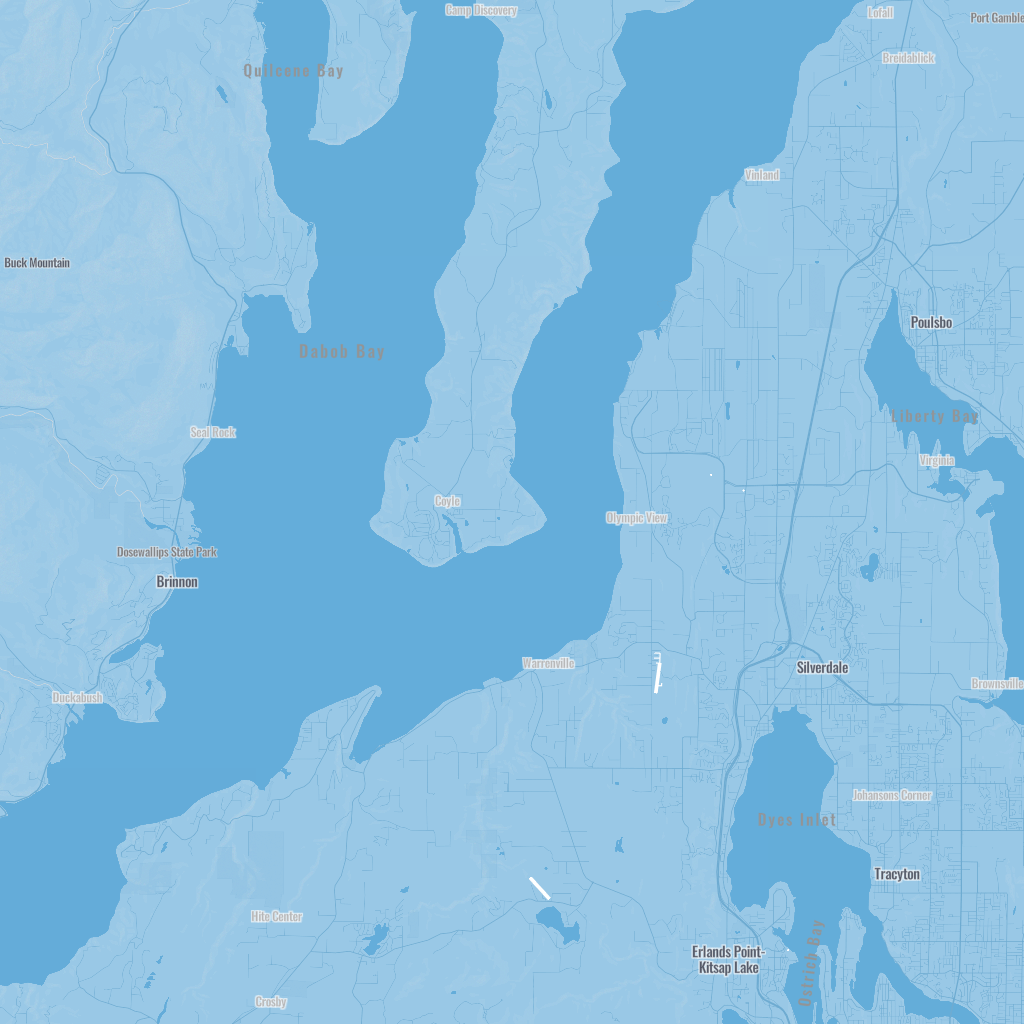 Camp Discovery
Lofall
Port Gamble
Breidablick
Quilcene Bay
Vinland
Buck Mountain
Poulsbo
Dabob Bay
Liberty Bay
Seal Rock
Virginia
Coyle
Olympic View
Dosewallips State Park
Brinnon
Warrenville
Silverdale
Duckabush
Brownsville
Johansons Corner
Dyes Inlet
Tracyton
Hite Center
Erlands Point-
Kitsap Lake
Ostrich Bay
Crosby